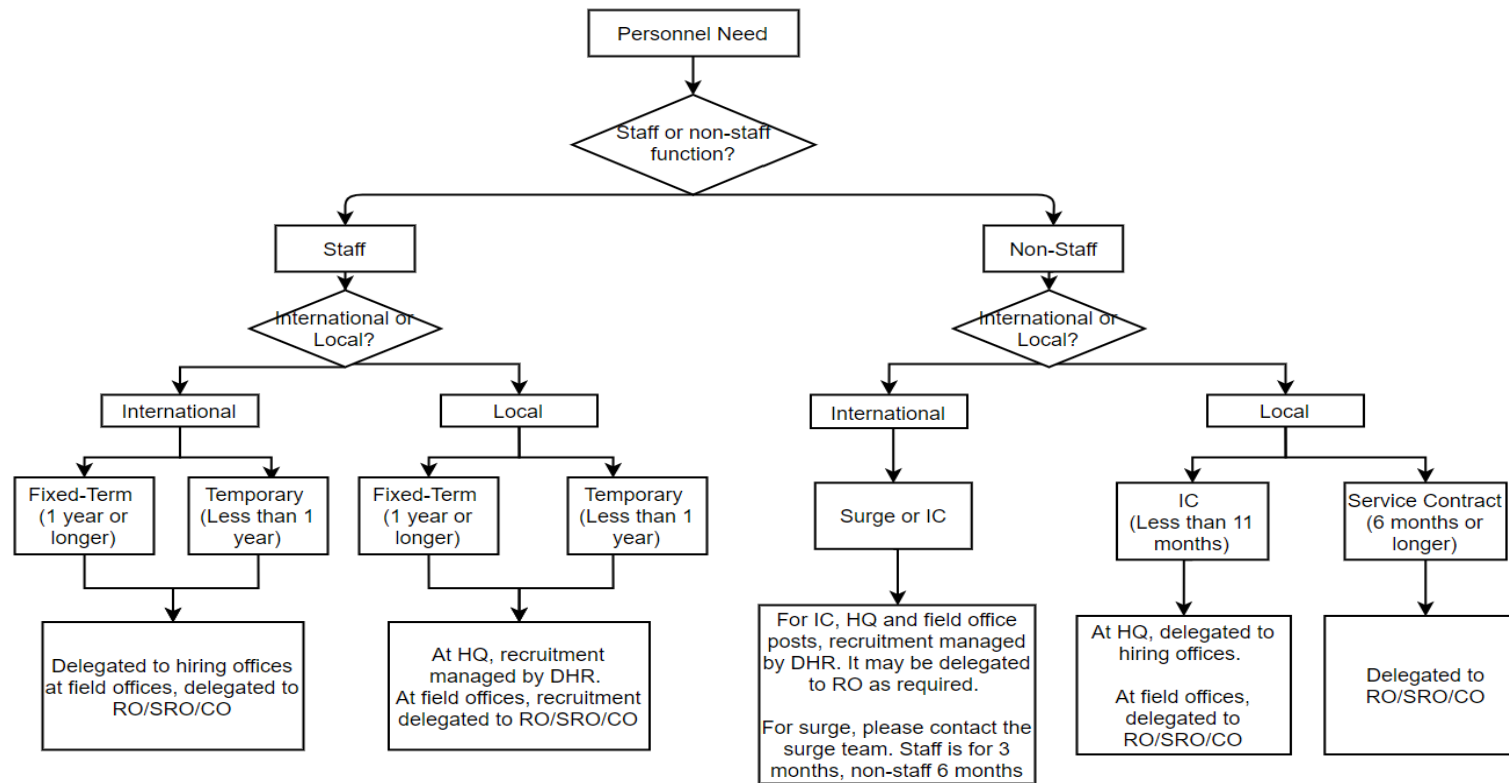 Personnel Need
Staff or non-staff
function?
Staff
Non-Staff
International or
Local?
International or
Local?
International
Local
International
Local
Fixed-Term
(1 year or
longer)
Temporary
(Less than 1
year)
Fixed-Term
(1 year or
longer)
Temporary
(Less than 1
year)
Surge or IC
IC
(Less than 11
months)
Service Contract
(6 months or
longer)
Delegated to hiring offices
at field offices, delegated to
RO/SRO/CO
At HQ, recruitment
managed by DHR.
At field offices, recruitment
delegated to RO/SRO/CO
For IC, HQ and field office
posts, recruitment managed
by DHR. It may be delegated
to RO as required.
For surge, please contact the
surge team. Staff is for 3
months, non-staff 6 months
At HQ, delegated to
hiring offices.
At field offices,
delegated to
RO/SRO/CO
Delegated to
RO/SRO/CO